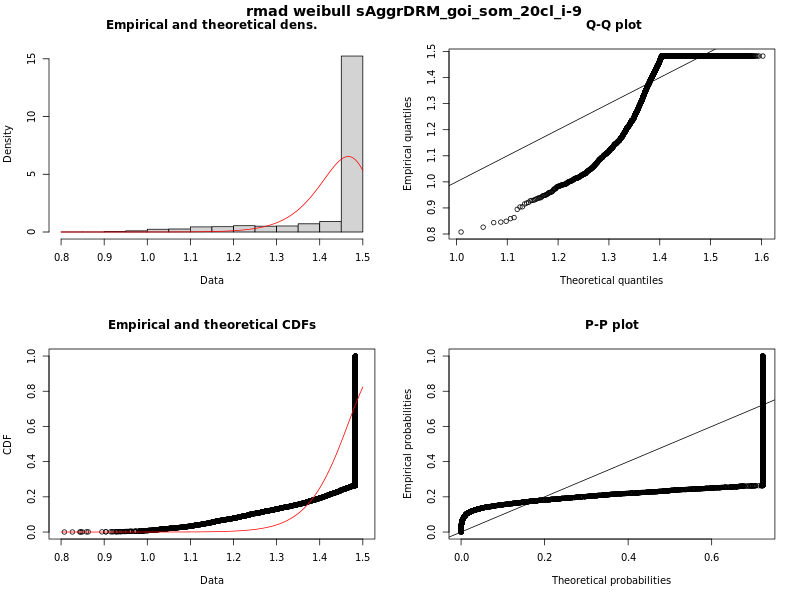 rmad weibull sAggrDRM_goi_som_20cl_i-9
Empirical and theoretical dens.
Density
0 5 10 15
0.8 0.9 1.0 1.1 1.2 1.3 1.4 1.5
Data
Q-Q plot
Empirical quantiles
0.8 0.9 1.0 1.1 1.2 1.3 1.4 1.5
1.0 1.1 1.2 1.3 1.4 1.5 1.6
Theoretical quantiles
Empirical and theoretical CDFs
CDF
0.0 0.2 0.4 0.6 0.8 1.0
0.8 0.9 1.0 1.1 1.2 1.3 1.4 1.5
Data
P-P plot
Empirical probabilities
0.0 0.2 0.4 0.6 0.8 1.0
0.0 0.2 0.4 0.6
Theoretical probabilities